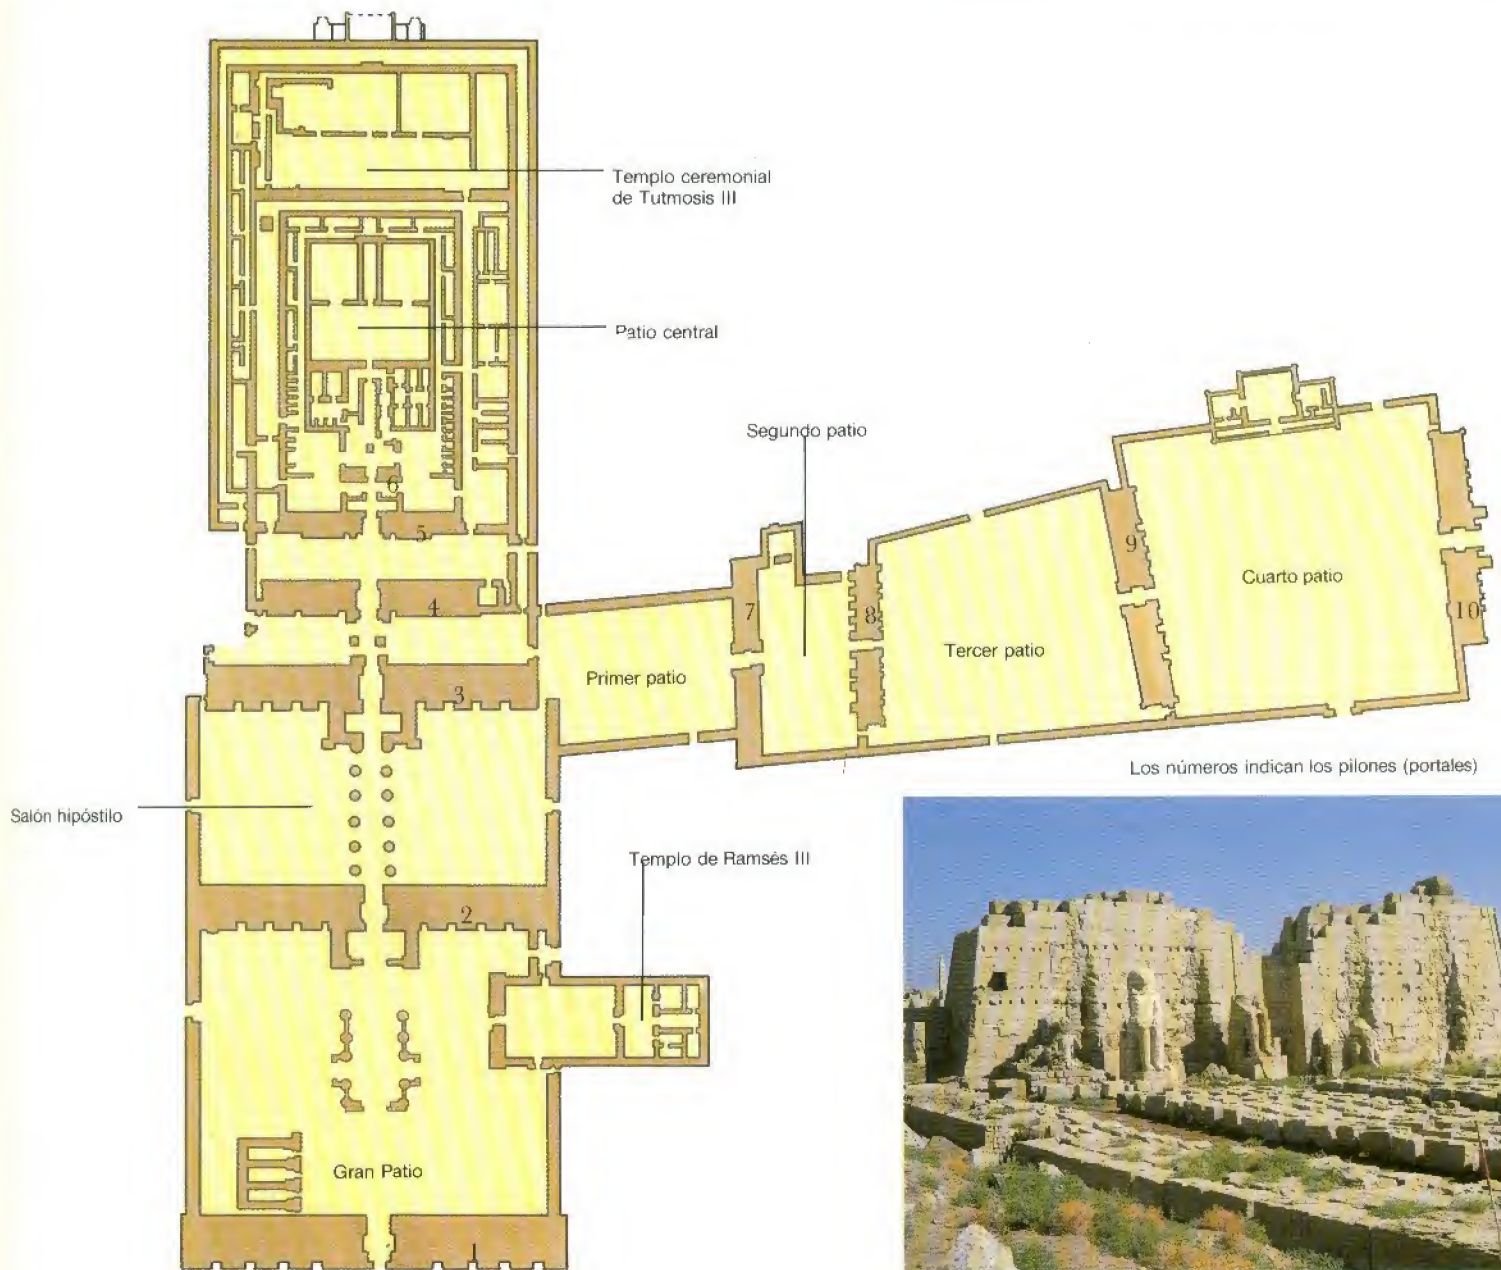 Templo ceremonial
de Tutmosis III
Patio central
Segundo patio
6
5
9
Cuarto patio
4
7
8
10
Tercer patio
Primer patio
3
Los números indican los pilones (portales)
Salón hipóstilo
Templo de Ramsés III
2
Gran Patio
1